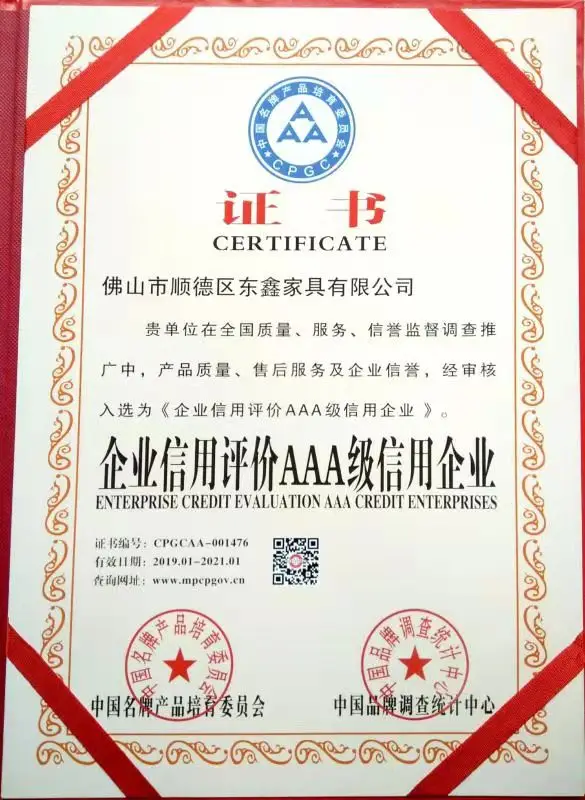 中国名牌产品培育委员会
AAA
CPGC
证书
CERTIFICATE
佛山市顺德区东鑫家具有限公司
贵单位在全国质量、服务、信誉监督调查推
广中，产品质量、售后服务及企业信誉，经审核
入选为《企业信用评价AAA级信用企业 》。
企业信用评价AAA级信用企业
ENTERPRISE CREDIT EVALUATION AAA CREDIT ENTERPRISES
证书编号：CPGCAA-001476
有效日期：2019.01-2021.01
查询网址：www.mpcpgov.cn
中国名牌产品培育委员会
中国品牌调查统计中心
中国名牌产品培育委员会
中国品牌调查统计中心